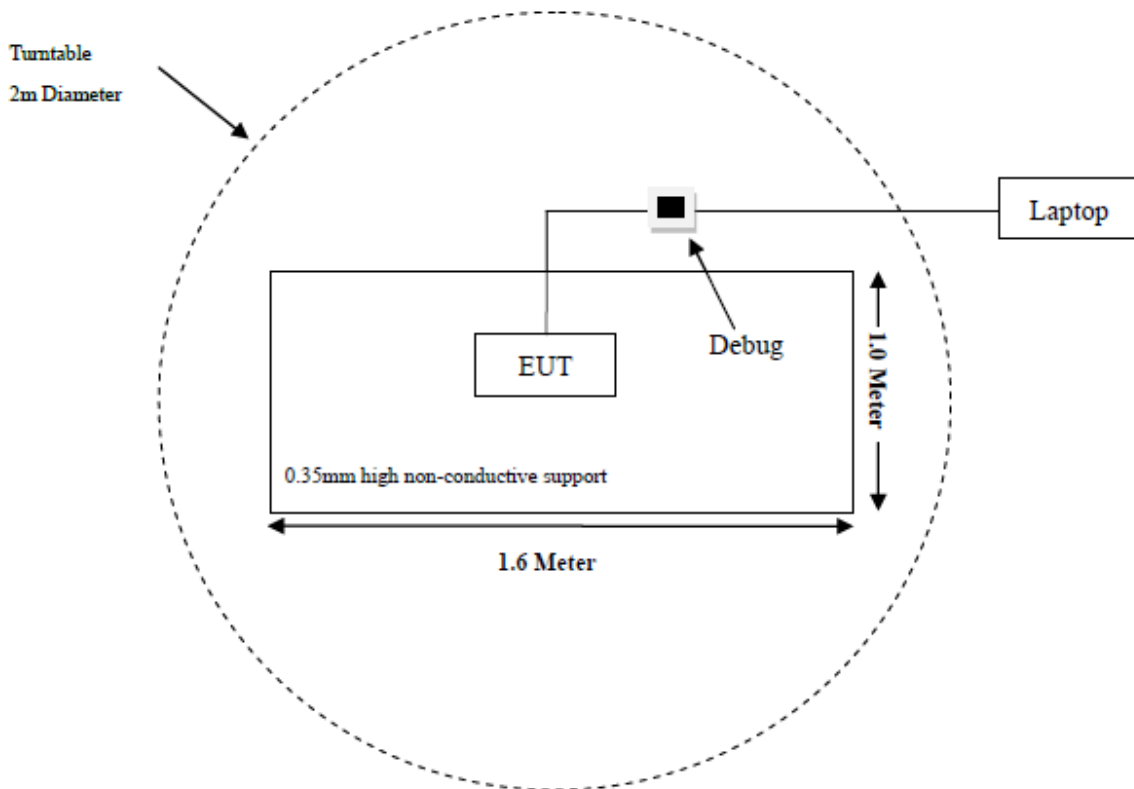 Turntable
2m Diameter
Laptop
Debug
EUT
1.0 Meter
0.35mm high non-conductive support
1.6 Meter